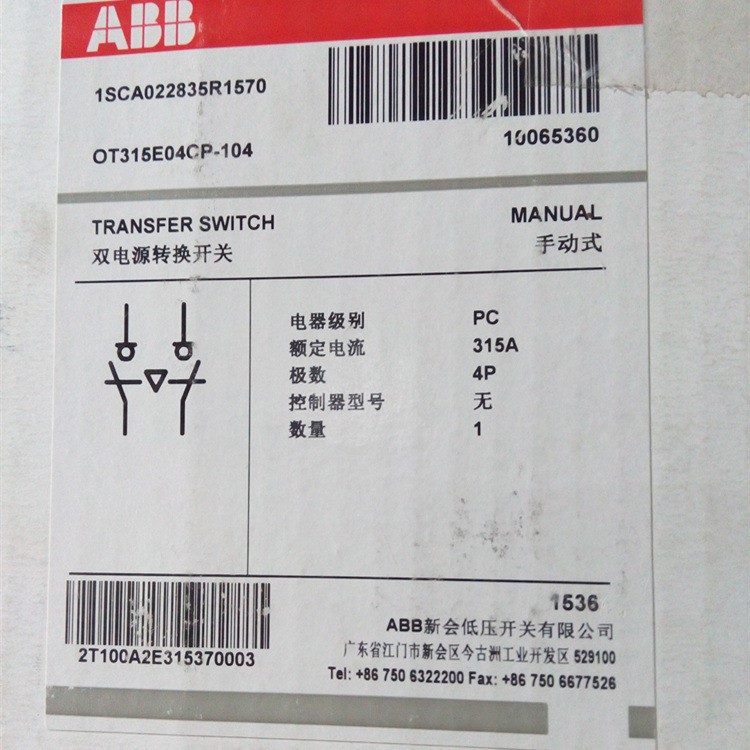 ABB
1SCA022835R1570
10065360
OT315E04CP-104
TRANSFER SWITCH MANUAL
双电源转换开关 手动式
电器级别 PC
额定电流 315A
极数 4P
控制器型号 无
数量 1
1536
2T100A2E315370003
ABB新会低压开关有限公司
广东省江门市新会区今古洲工业开发区 529100
Tel: +86 750 6322200 Fax: +86 750 6677526